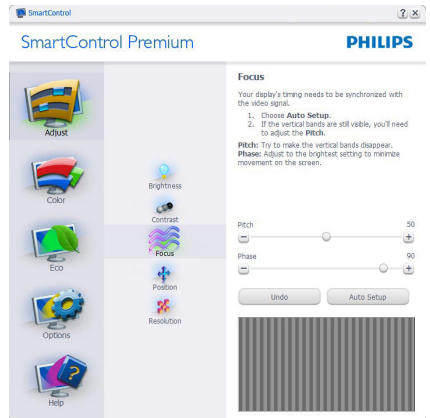 SmartControl
SmartControl Premium
PHILIPS
Adjust
Color
Eco
Options
Help
Brightness
Contrast
Focus
Position
Resolution
Focus
Your display's timing needs to be synchronized with
the video signal.
1. Choose Auto Setup.
2. If the vertical bands are still visible, you'll need
to adjust the Pitch.
Pitch: Try to make the vertical bands disappear.
Phase: Adjust to the brightest setting to minimize
movement on the screen.
Pitch 50
Phase 90
Undo Auto Setup